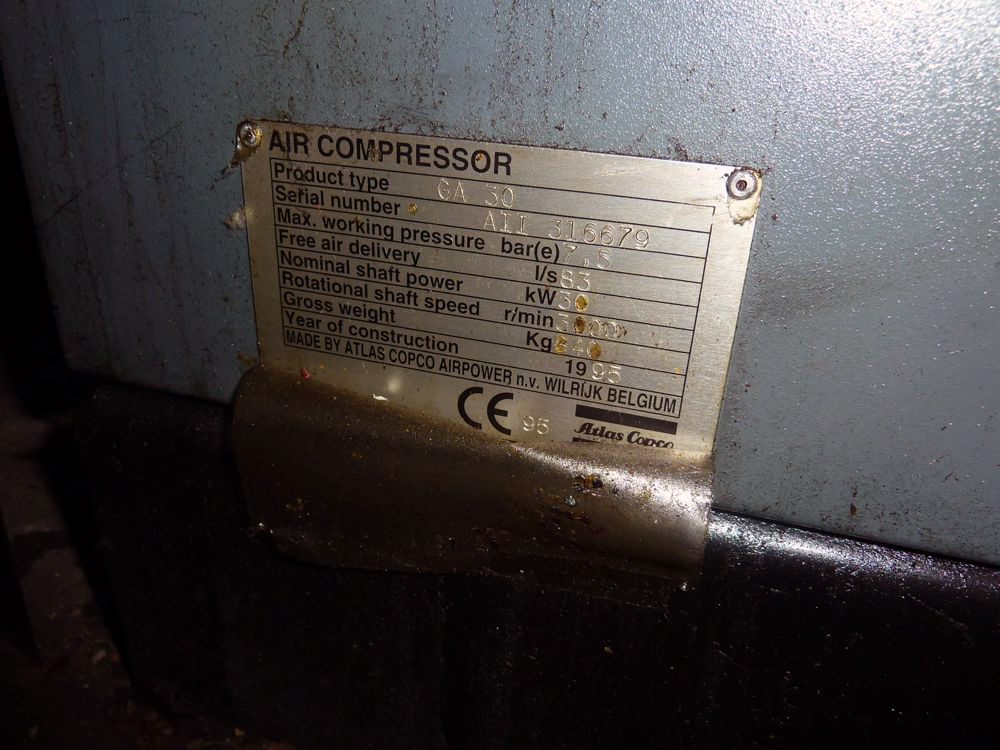 AIR COMPRESSOR
Product type GA 30
Serial number AII 316679
Max. working pressure bar(e) 7,5
Free air delivery l/s 83
Nominal shaft power kW 30
Rotational shaft speed r/min 3000
Gross weight Kg
Year of construction 1995
MADE BY ATLAS COPCO AIRPOWER n.v. WILRIJK BELGIUM
CE 95
Atlas Copco